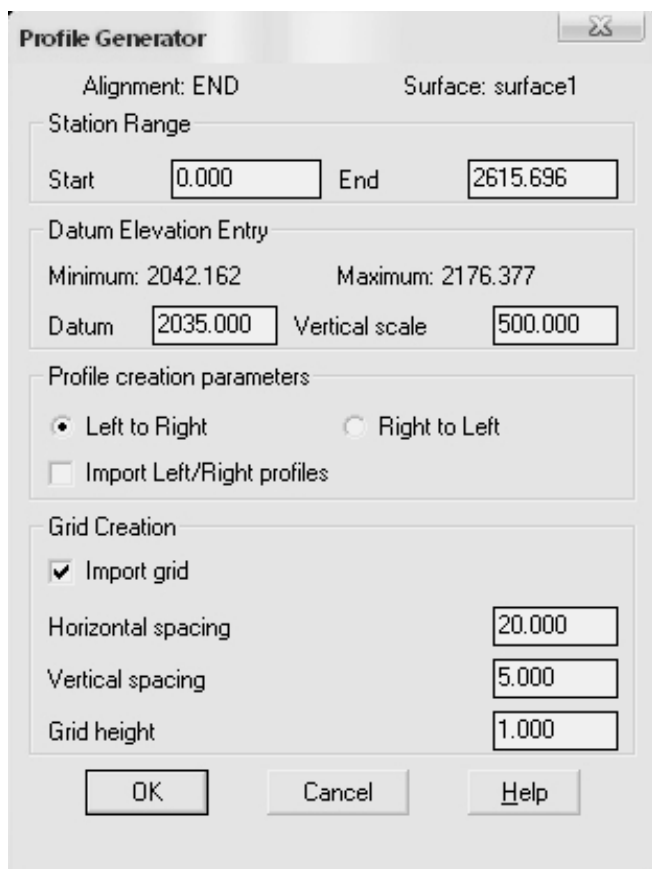 Profile Generator
Alignment: END Surface: surface1
Station Range
Start 0.000 End 2615.696
Datum Elevation Entry
Minimum: 2042.162 Maximum: 2176.377
Datum 2035.000 Vertical scale 500.000
Profile creation parameters
Left to Right Right to Left
Import Left/Right profiles
Grid Creation
Import grid
Horizontal spacing 20.000
Vertical spacing 5.000
Grid height 1.000
OK Cancel Help